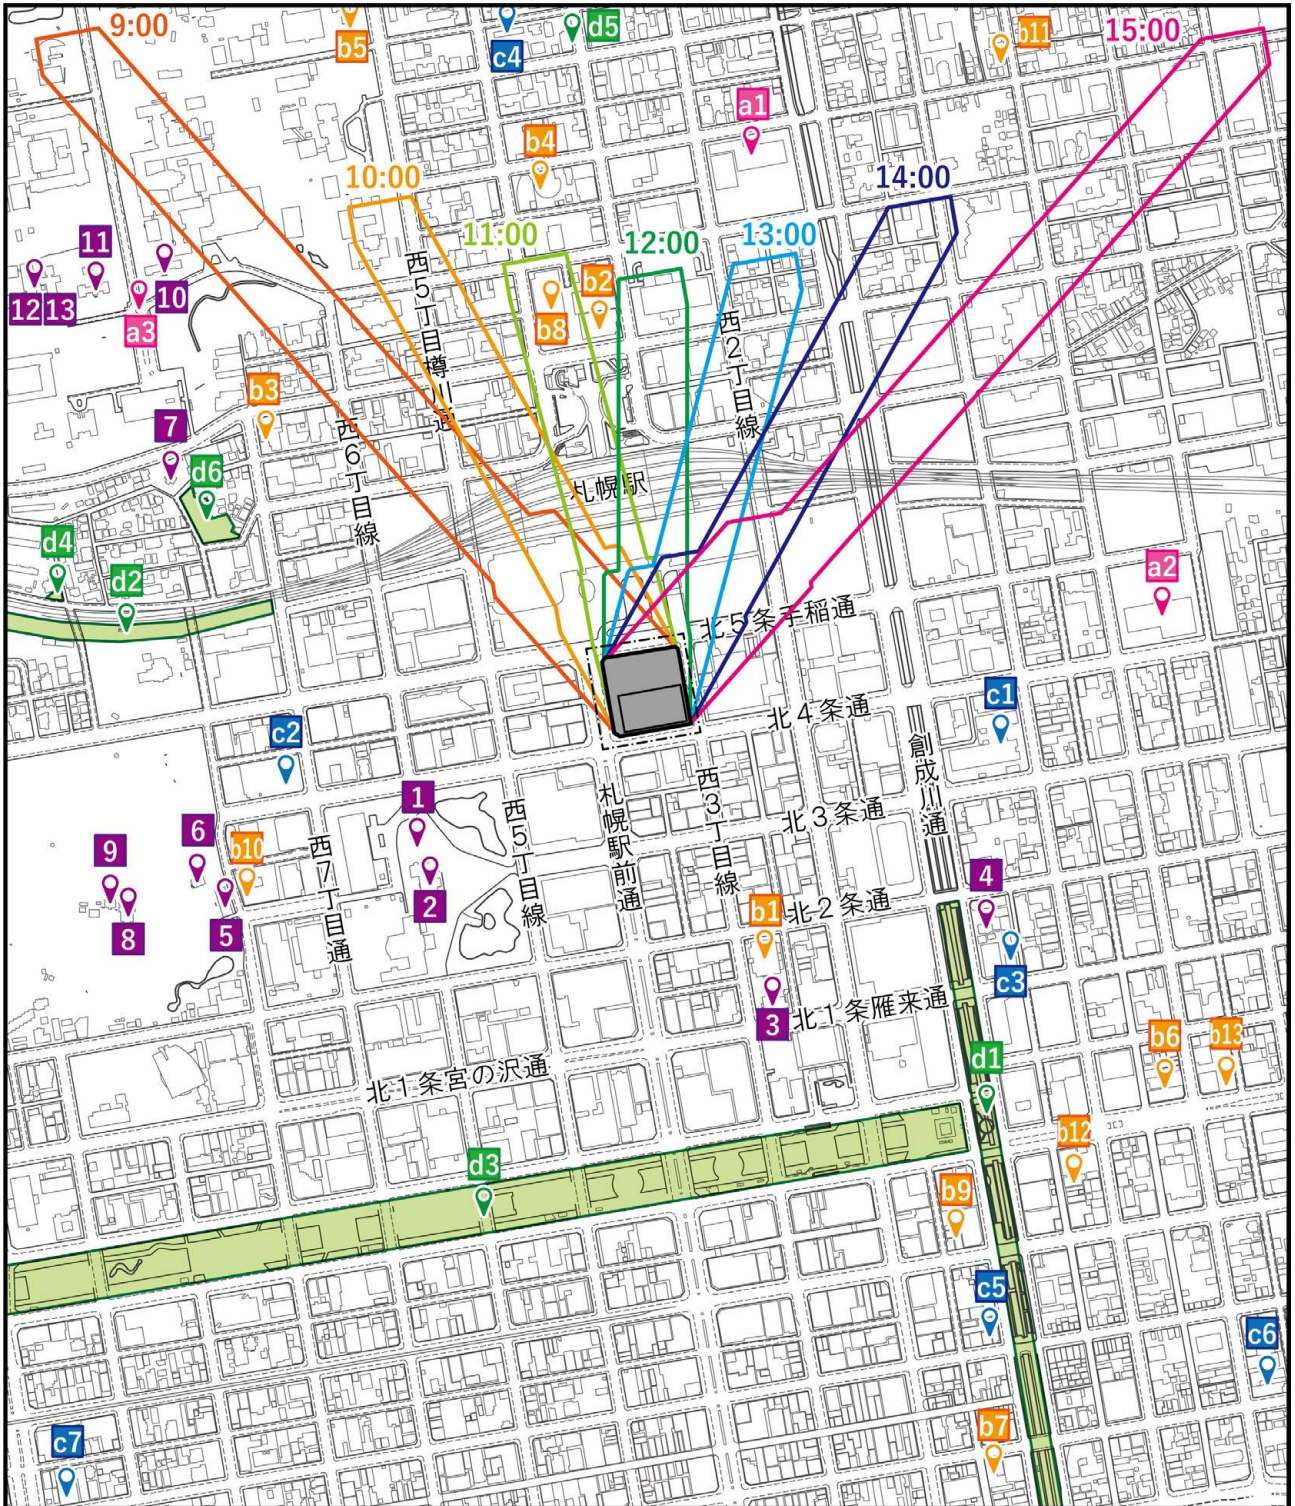 9:00
b5
c4
d5
b11
15:00
a1
b4
10:00
14:00
11:00
12:00
13:00
11
12 13
10
a3
b2
b8
西5丁目樽川通
西2丁目線
b3
7
d6
西6丁目線
札幌駅
d4
d2
a2
北5条手稲通
c2
北4条通
c1
創成川通
1
西5丁目線
札幌駅前通
西3丁目線
北3条通
6
b10
西7丁目通
9
2
4
8
5
b1
北2条通
c3
3
北1条雁来通
b6
b13
d1
北1条宮の沢通
b12
d3
b9
c5
c6
b7
c7